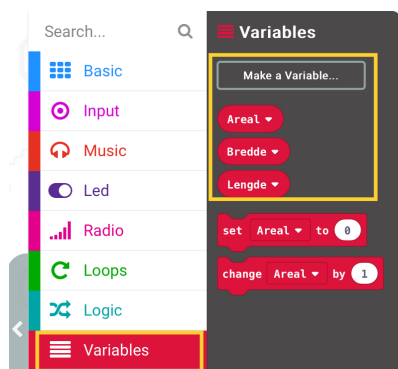 Search...
Basic
Input
Music
Led
Radio
Loops
Logic
Variables
Variables
Make a Variable...
Areal
Bredde
Lengde
set Areal to 0
change Areal by 1